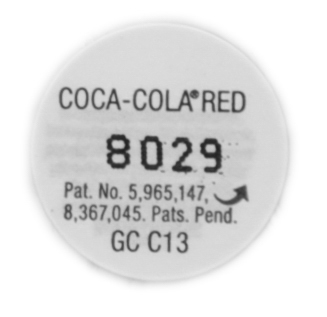 COCA-COLA® RED
8029
Pat. No. 5,965,147,
8,367,045. Pats. Pend.
GC C13